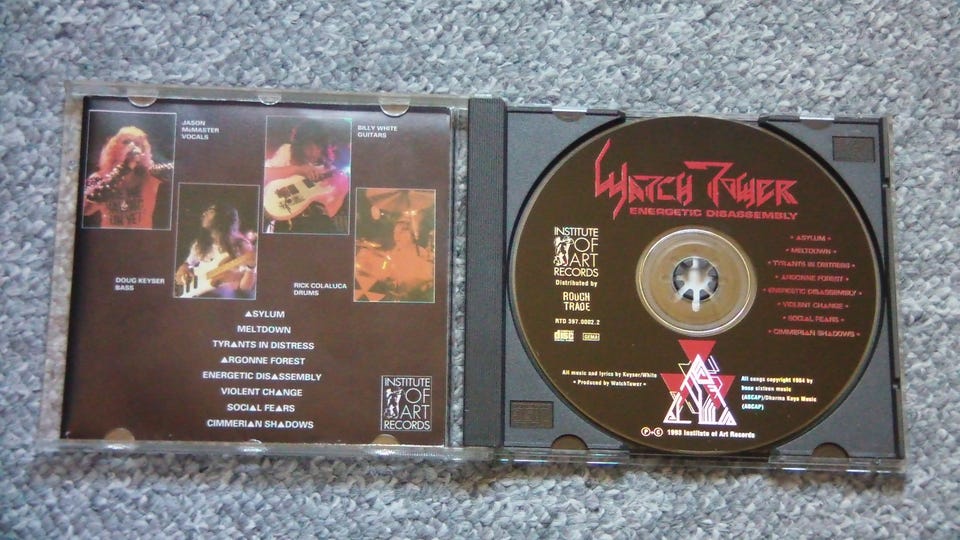 JASON
McMASTER
VOCALS
BILLY WHITE
GUITARS
DOUG KEYSER
BASS
RICK COLALUCA
DRUMS
ASYLUM
MELTDOWN
TYRANTS IN DISTRESS
ARGONNE FOREST
ENERGETIC DISASSEMBLY
VIOLENT CHANGE
SOCIAL FEARS
CIMMERIAN SHADOWS
INSTITUTE
OF
ART
RECORDS
WATCH TOWER
ENERGETIC DISASSEMBLY
INSTITUTE
OF
ART
RECORDS
Distributed by
ROUGH
TRADE
RTD 397.0002.2
disc
GEMA
• ASYLUM •
• MELTDOWN •
• TYRANTS IN DISTRESS •
• ARGONNE FOREST •
• ENERGETIC DISASSEMBLY •
• VIOLENT CHANGE •
• SOCIAL FEARS •
• CIMMERIAN SHADOWS •
All music and lyrics by Keyser/White
• Produced by WatchTower •
All songs copyright 1984 by
base sixteen music
(ASCAP)/Dharma Kaya Music
(ASCAP)
P + C 1993 Institute of Art Records